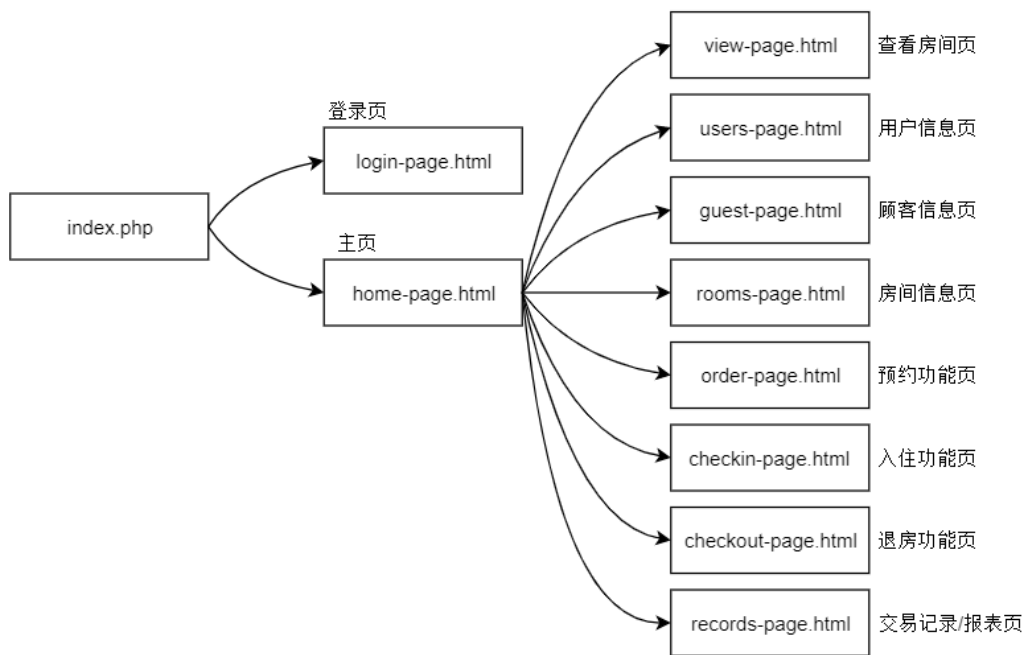 view-page.html 查看房间页
登录页
users-page.html 用户信息页
login-page.html
guest-page.html 顾客信息页
index.php
主页
home-page.html
rooms-page.html 房间信息页
order-page.html 预约功能页
checkin-page.html 入住功能页
checkout-page.html 退房功能页
records-page.html 交易记录/报表页